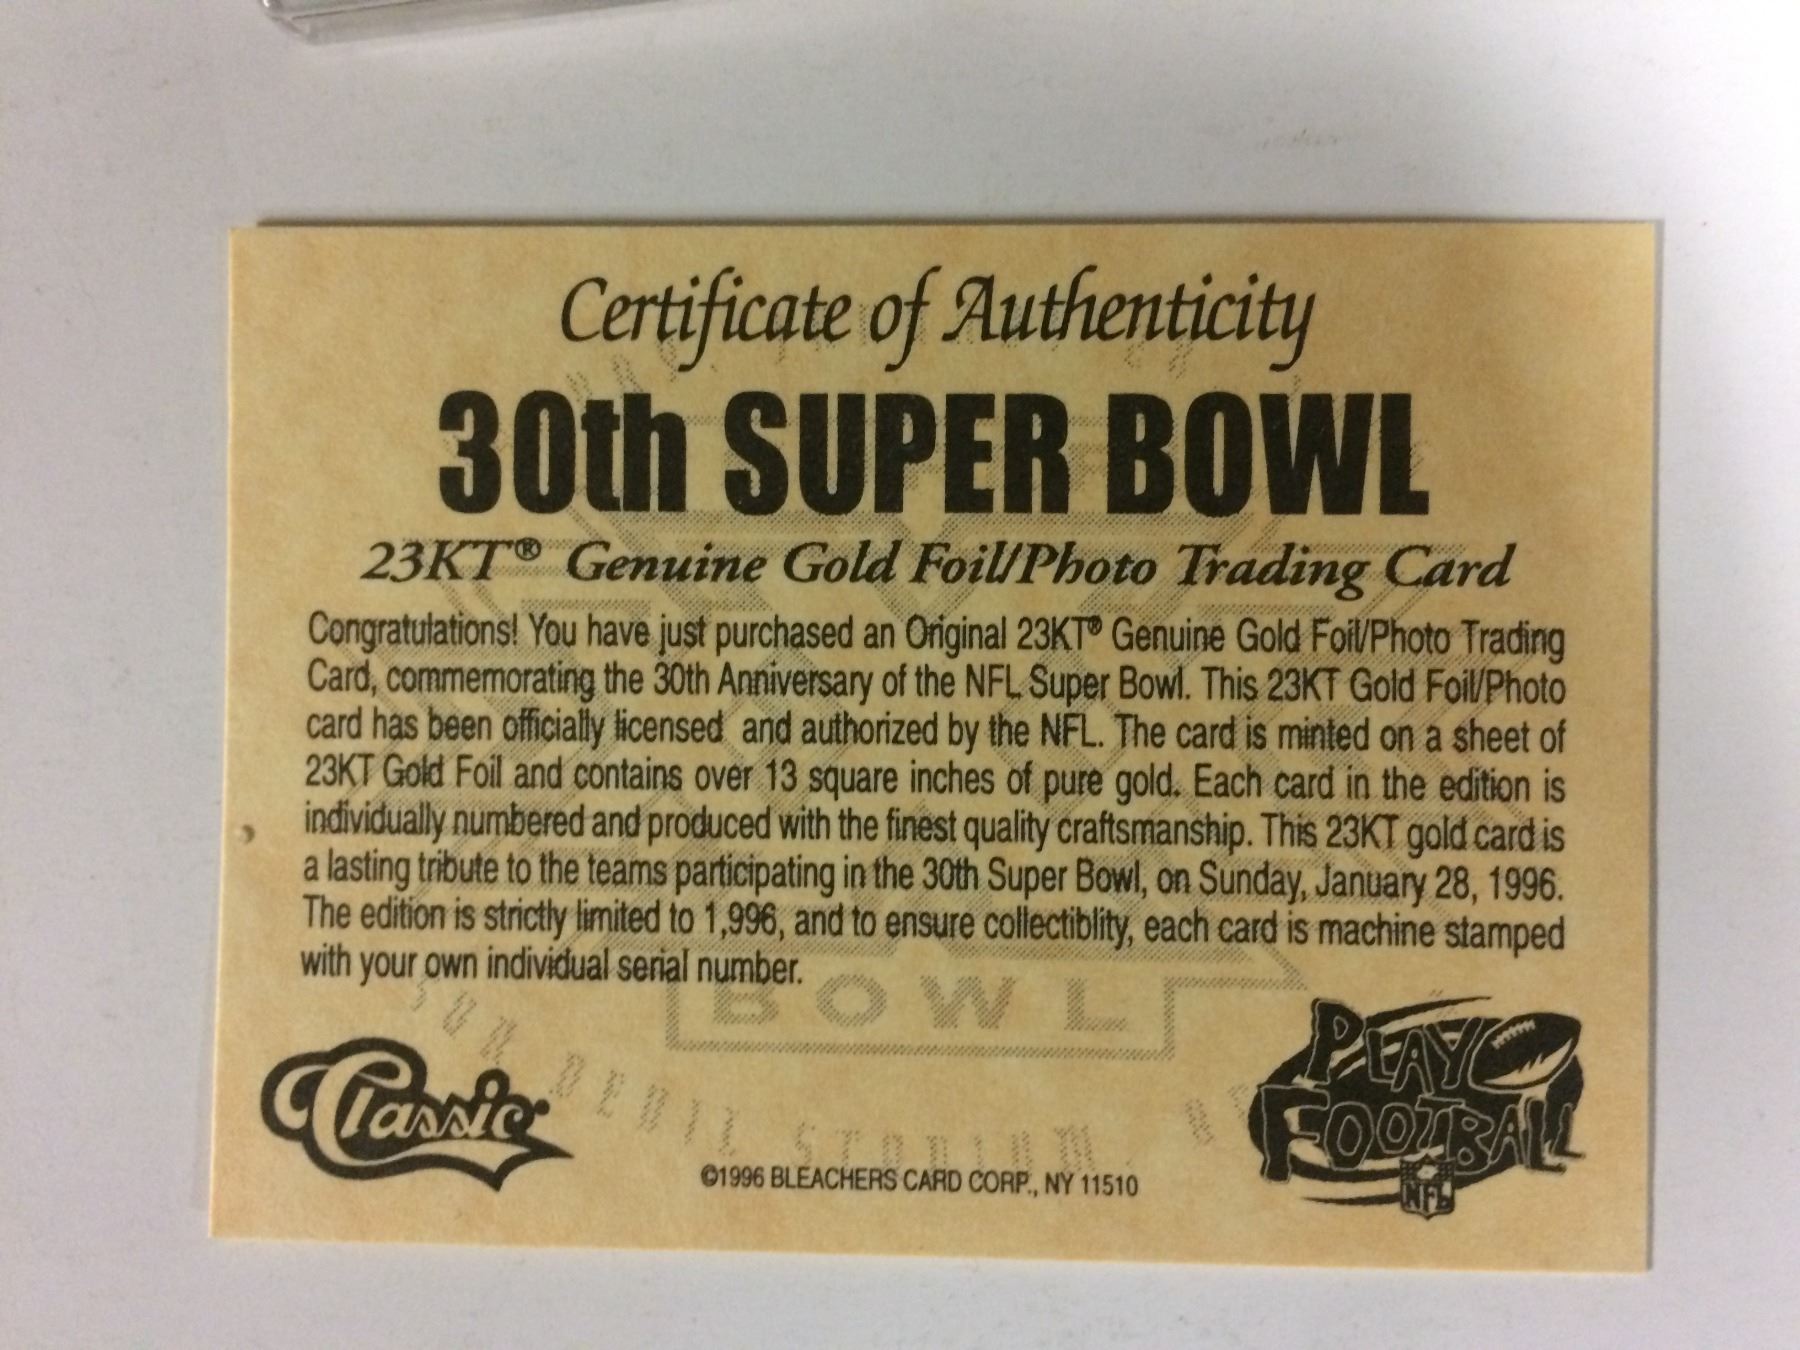 Certificate of Authenticity
30th SUPER BOWL
23KT® Genuine Gold Foil/Photo Trading Card
Congratulations! You have just purchased an Original 23KT® Genuine Gold Foil/Photo Trading
Card, commemorating the 30th Anniversary of the NFL Super Bowl. This 23KT Gold Foil/Photo
card has been officially licensed and authorized by the NFL. The card is minted on a sheet of
23KT Gold Foil and contains over 13 square inches of pure gold. Each card in the edition is
individually numbered and produced with the finest quality craftsmanship. This 23KT gold card is
a lasting tribute to the teams participating in the 30th Super Bowl, on Sunday, January 28, 1996.
The edition is strictly limited to 1,996, and to ensure collectiblity, each card is machine stamped
with your own individual serial number.
BOWL
SUN DEVIL STADIUM
Classic
©1996 BLEACHERS CARD CORP., NY 11510
PLAY
FOOTBALL
NFL